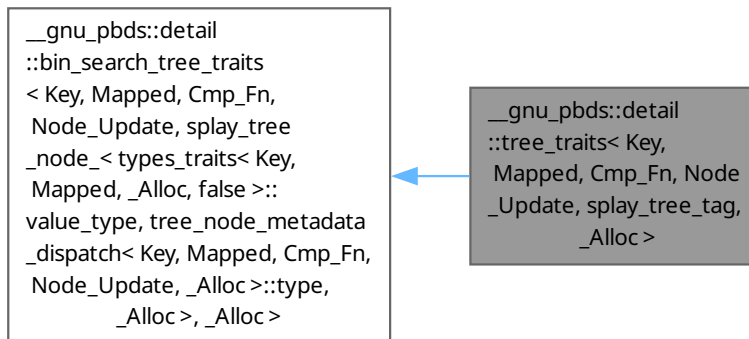 __gnu_pbds::detail
::bin_search_tree_traits
< Key, Mapped, Cmp_Fn,
Node_Update, splay_tree
_node_< types_traits< Key,
Mapped, _Alloc, false >::
value_type, tree_node_metadata
_dispatch< Key, Mapped, Cmp_Fn,
Node_Update, _Alloc >::type,
_Alloc >, _Alloc >
__gnu_pbds::detail
::tree_traits< Key,
Mapped, Cmp_Fn, Node
_Update, splay_tree_tag,
_Alloc >